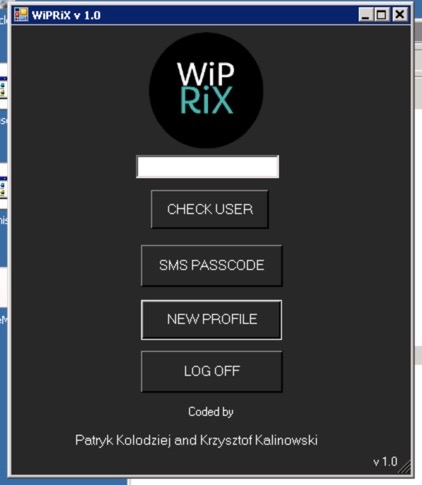 WiPRiX v 1.0
WiP
RiX
CHECK USER
SMS PASSCODE
NEW PROFILE
LOG OFF
Coded by
Patryk Kolodziej and Krzysztof Kalinowski
v 1.0